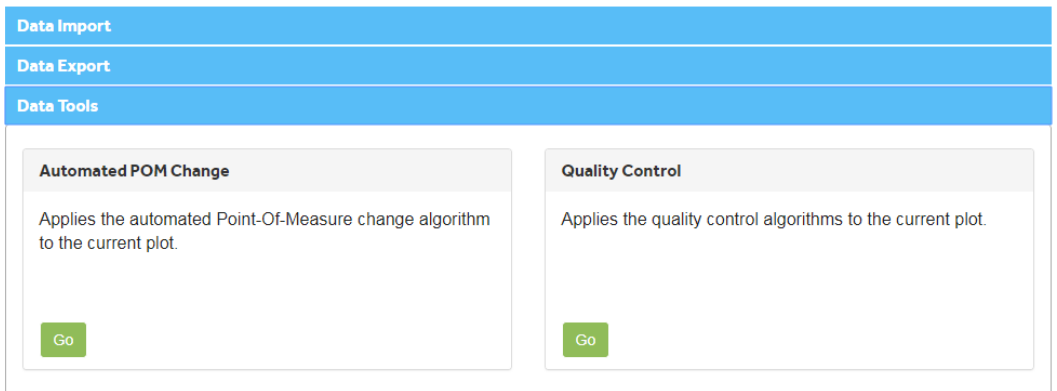 Data Import
Data Export
Data Tools
Automated POM Change
Applies the automated Point-Of-Measure change algorithm
to the current plot.
Go
Quality Control
Applies the quality control algorithms to the current plot.
Go